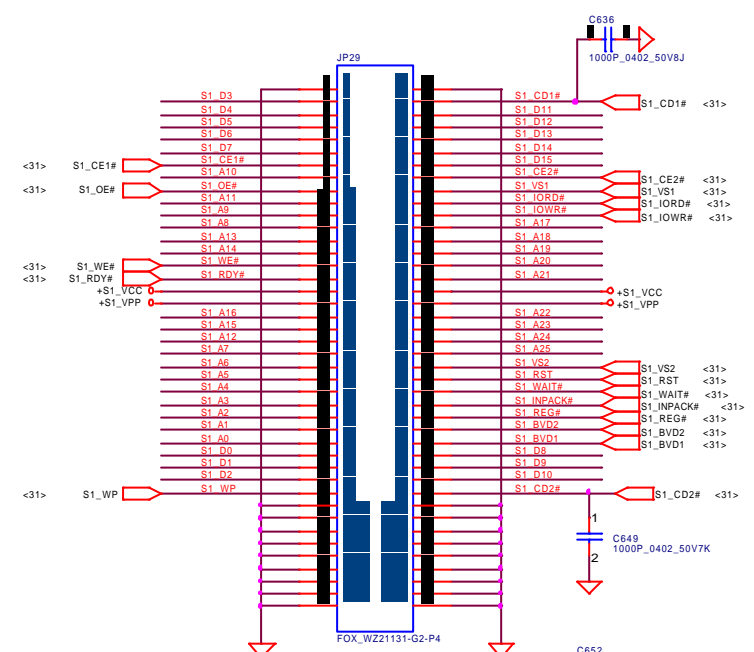 C636
1000P_0402_50V8J
JP29
S1_D3
S1_D4
S1_D5
S1_D6
S1_D7
S1_CE1#
S1_A10
S1_OE#
S1_A11
S1_A9
S1_A8
S1_A13
S1_A14
S1_WE#
S1_RDY#
S1_A16
S1_A15
S1_A12
S1_A7
S1_A6
S1_A5
S1_A4
S1_A3
S1_A2
S1_A1
S1_A0
S1_D0
S1_D1
S1_D2
S1_WP
<31> S1_CE1#
<31> S1_OE#
<31> S1_WE#
<31> S1_RDY#
+S1_VCC
+S1_VPP
<31> S1_WP
S1_CD1#
S1_D11
S1_D12
S1_D13
S1_D14
S1_D15
S1_CE2#
S1_VS1
S1_IORD#
S1_IOWR#
S1_A17
S1_A18
S1_A19
S1_A20
S1_A21
S1_A22
S1_A23
S1_A24
S1_A25
S1_VS2
S1_RST
S1_WAIT#
S1_INPACK#
S1_REG#
S1_BVD2
S1_BVD1
S1_D8
S1_D9
S1_D10
S1_CD2#
S1_CD1# <31>
S1_CE2# <31>
S1_VS1 <31>
S1_IORD# <31>
S1_IOWR# <31>
+S1_VCC
+S1_VPP
S1_VS2 <31>
S1_RST <31>
S1_WAIT# <31>
S1_INPACK# <31>
S1_REG# <31>
S1_BVD2 <31>
S1_BVD1 <31>
S1_CD2# <31>
1
C649
1000P_0402_50V7K
2
FOX_WZ21131-G2-P4
C652